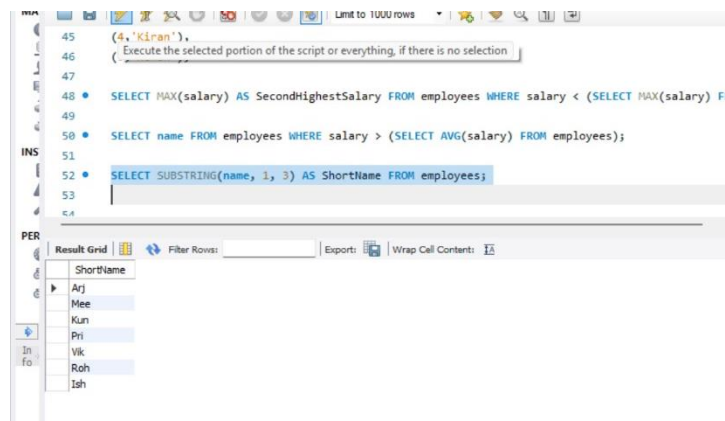 Limit to 1000 rows
45 (4,'Kiran'),
Execute the selected portion of the script or everything, if there is no selection
46 (
47
48 SELECT MAX(salary) AS SecondHighestSalary FROM employees WHERE salary < (SELECT MAX(salary) F
49
50 SELECT name FROM employees WHERE salary > (SELECT AVG(salary) FROM employees);
INS
51
52 SELECT SUBSTRING(name, 1, 3) AS ShortName FROM employees;
53
54
PER
Result Grid Filter Rows: Export: Wrap Cell Content: IA
ShortName
Arj
Mee
Kun
Pri
Vik
In
fo
Roh
Ish